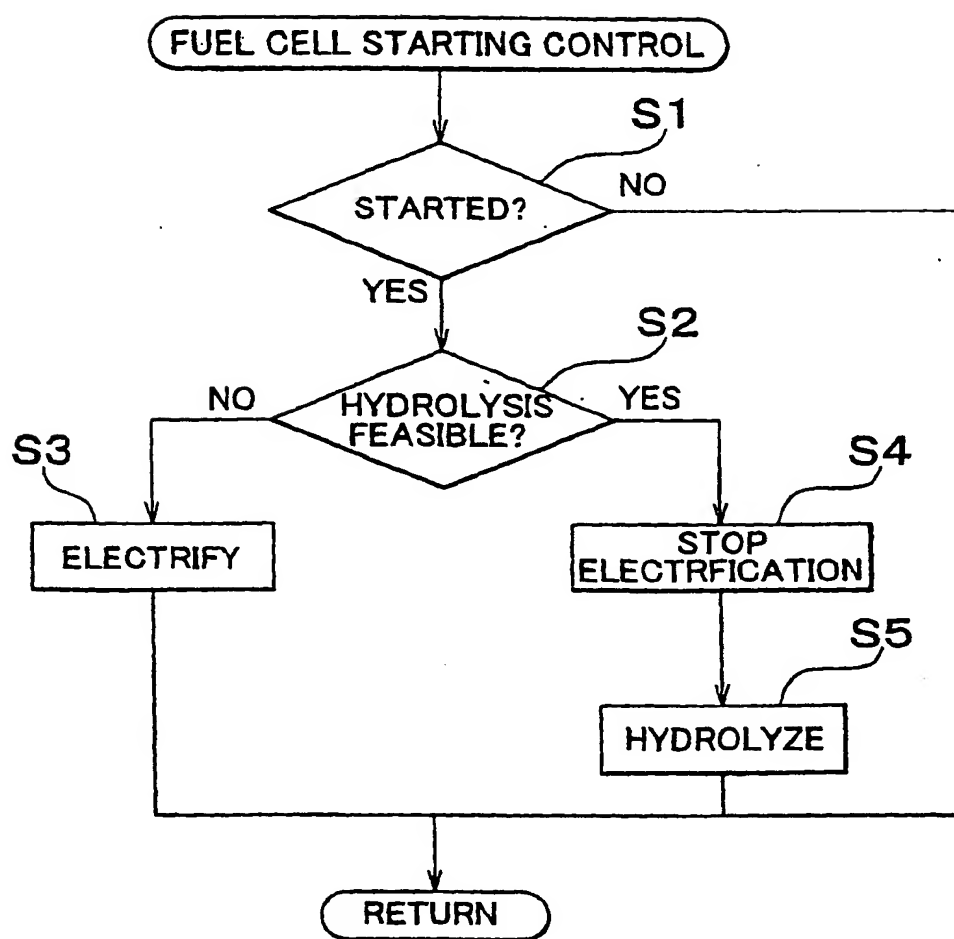 FUEL CELL STARTING CONTROL
S1
STARTED?
NO
YES
S2
NO
HYDROLYSIS
FEASIBLE?
YES
S3
S4
ELECTRIFY
STOP
ELECTRFICATION
S5
HYDROLYZE
RETURN